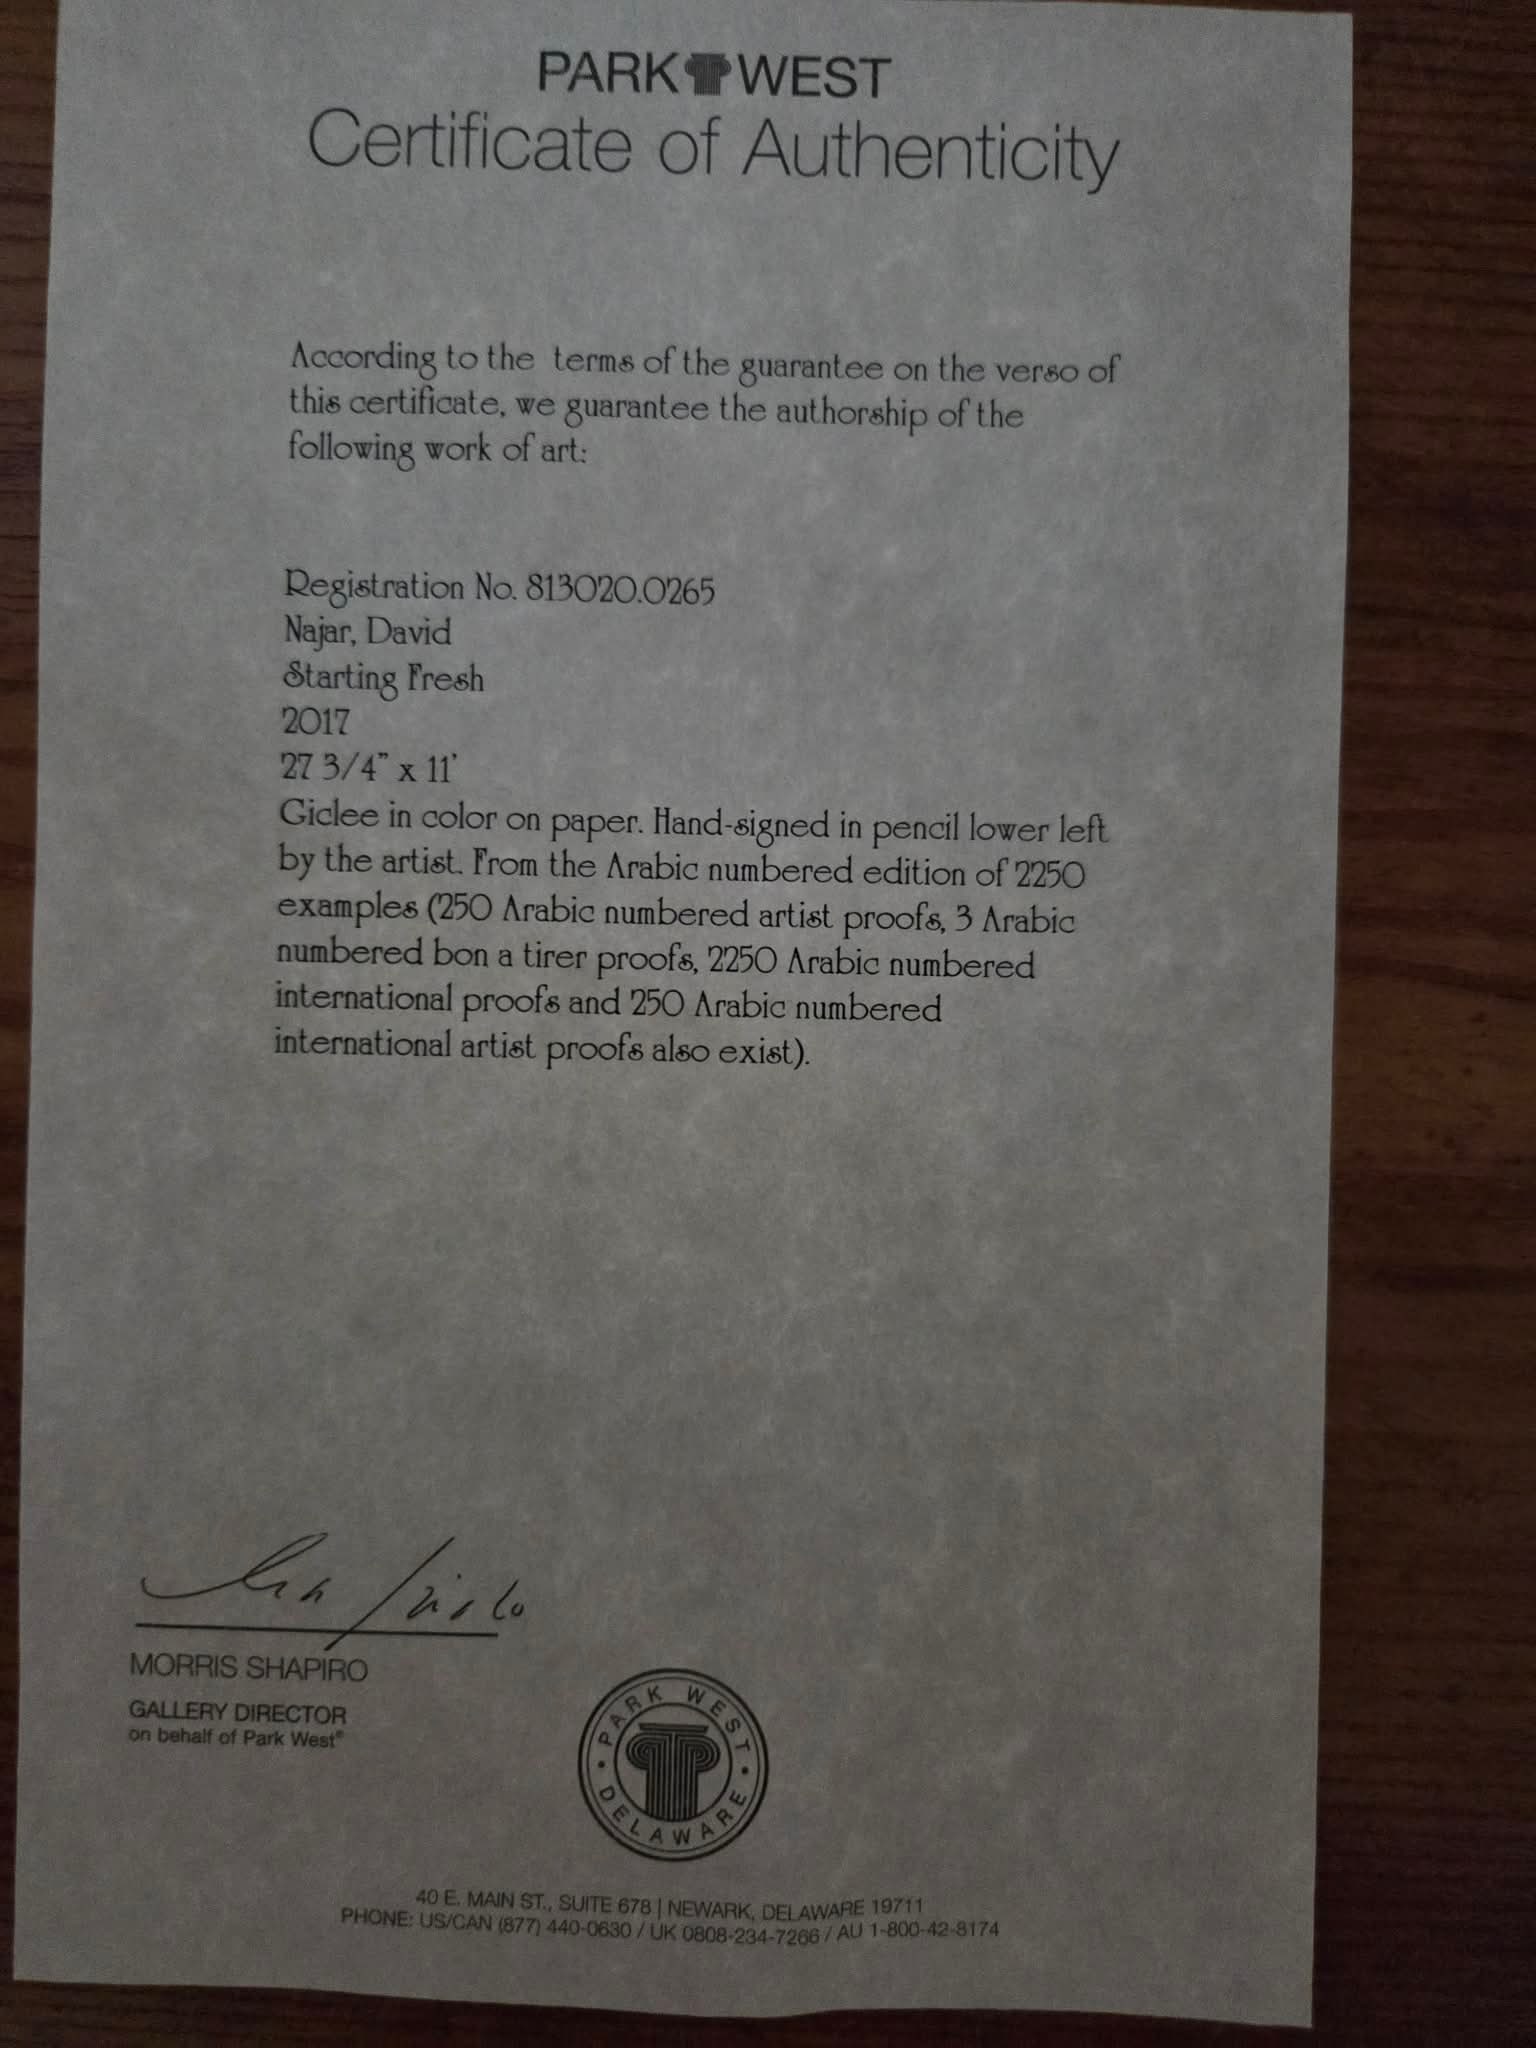 PARK WEST
Certificate of Authenticity
According to the terms of the guarantee on the verso of
this certificate, we guarantee the authorship of the
following work of art:
Registration No. 813020.0265
Najar, David
Starting Fresh
2017
27 3/4" x 11'
Giclee in color on paper. Hand-signed in pencil lower left
by the artist. From the Arabic numbered edition of 2250
examples (250 Arabic numbered artist proofs, 3 Arabic
numbered bon a tirer proofs, 2250 Arabic numbered
international proofs and 250 Arabic numbered
international artist proofs also exist).
MORRIS SHAPIRO
GALLERY DIRECTOR
on behalf of Park West®
• PARK WEST •
DELAWARE
40 E. MAIN ST., SUITE 678 | NEWARK, DELAWARE 19711
PHONE: US/CAN (877) 440-0630 / UK 0808-234-7266 / AU 1-800-42-8174